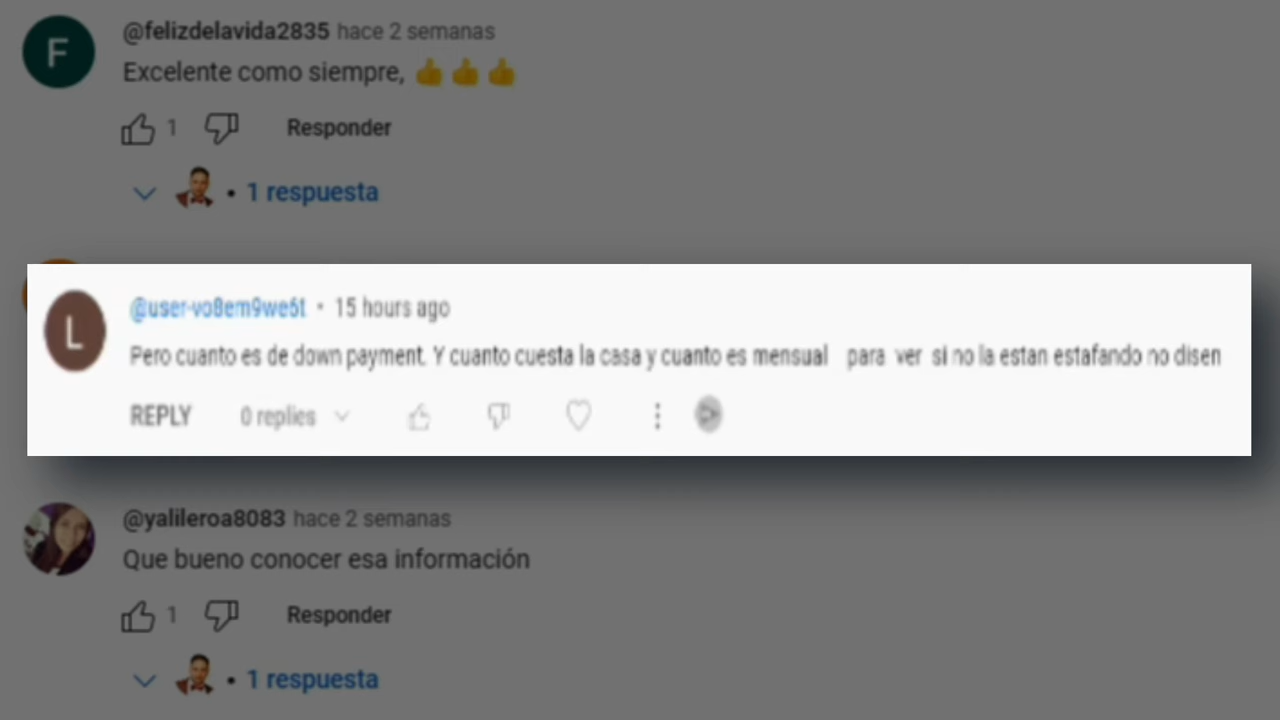 F
@felizdelavida2835 hace 2 semanas
Excelente como siempre, 👍👍👍
1
Responder
• 1 respuesta
L
@user-vo8em9we6t • 15 hours ago
Pero cuanto es de down payment. Y cuanto cuesta la casa y cuanto es mensual para ver si no la estan estafando no disen
REPLY 0 replies
@yalileroa8083 hace 2 semanas
Que bueno conocer esa información
1
Responder
• 1 respuesta